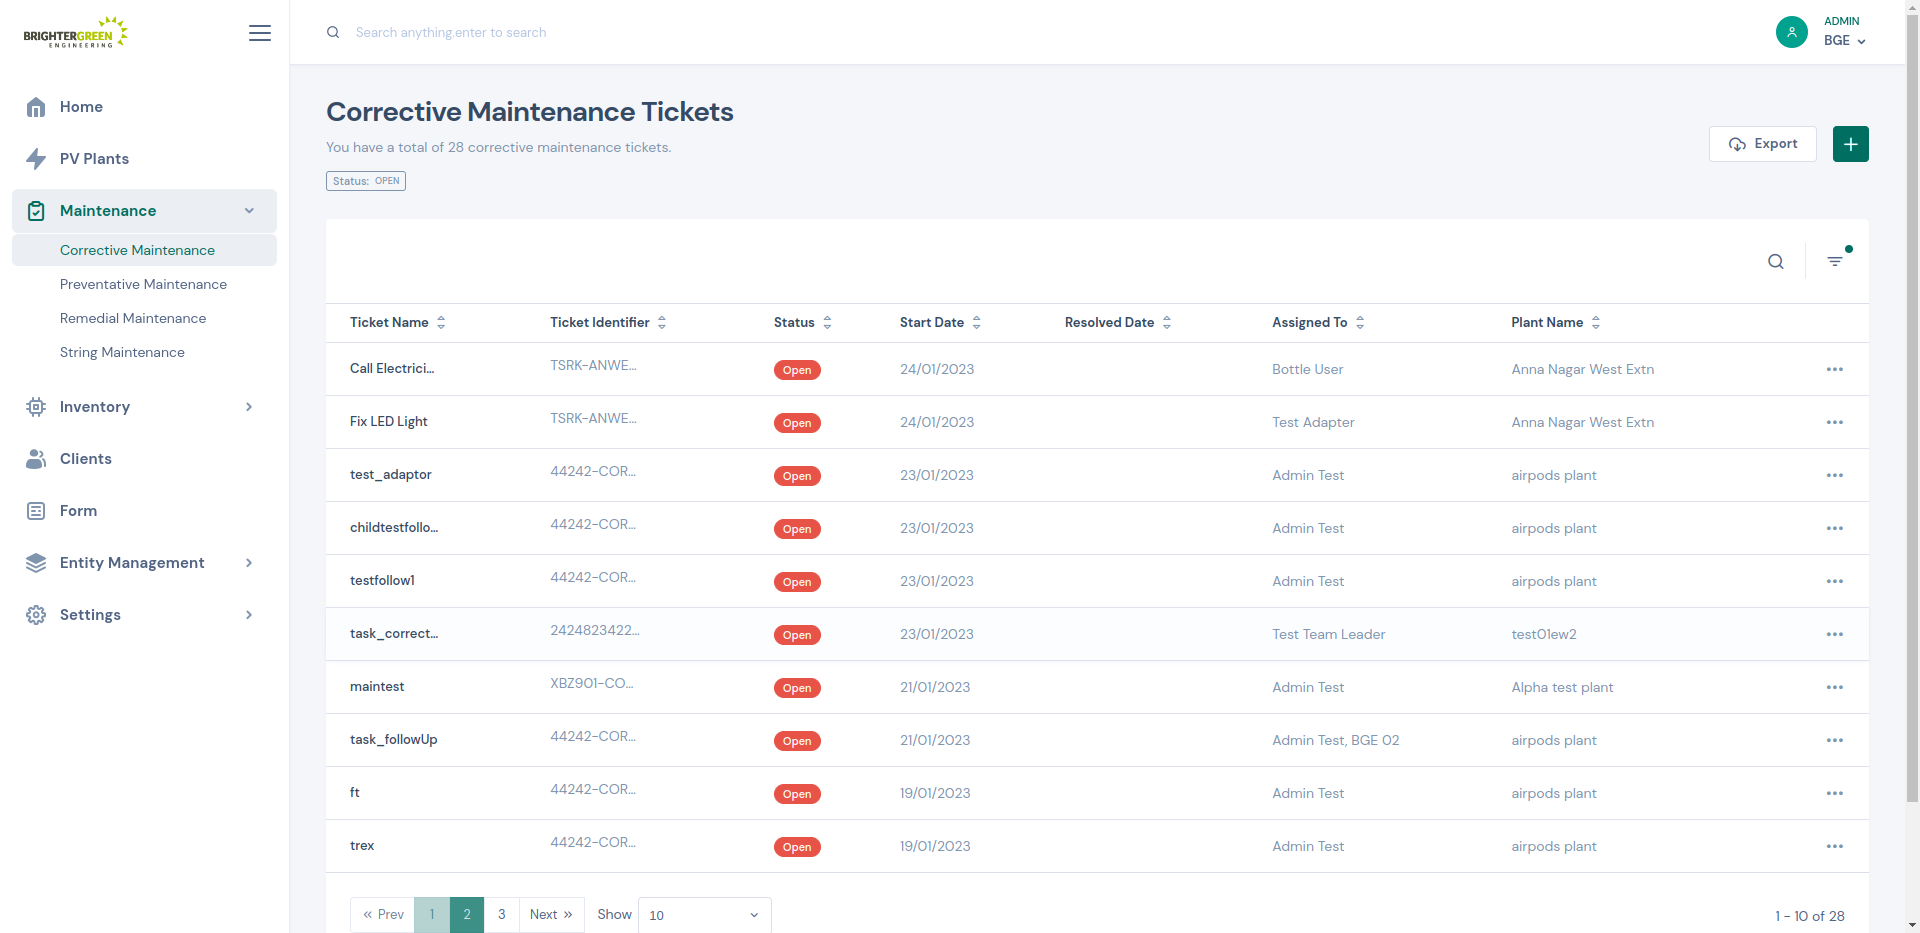 BRIGHTERGREEN
ENGINEERING
Search anything.enter to search
ADMIN
BGE
Home
PV Plants
Maintenance
Corrective Maintenance
Preventative Maintenance
Remedial Maintenance
String Maintenance
Inventory
Clients
Form
Entity Management
Settings
Corrective Maintenance Tickets
You have a total of 28 corrective maintenance tickets.
Status: OPEN
Export
Ticket Name Ticket Identifier Status Start Date Resolved Date Assigned To Plant Name
Call Electrici... TSRK-ANWE... Open 24/01/2023 Bottle User Anna Nagar West Extn
Fix LED Light TSRK-ANWE... Open 24/01/2023 Test Adapter Anna Nagar West Extn
test_adaptor 44242-COR... Open 23/01/2023 Admin Test airpods plant
childtestfollo... 44242-COR... Open 23/01/2023 Admin Test airpods plant
testfollow1 44242-COR... Open 23/01/2023 Admin Test airpods plant
task_correct... 2424823422... Open 23/01/2023 Test Team Leader test01ew2
maintest XBZ901-CO... Open 21/01/2023 Admin Test Alpha test plant
task_followUp 44242-COR... Open 21/01/2023 Admin Test, BGE 02 airpods plant
ft 44242-COR... Open 19/01/2023 Admin Test airpods plant
trex 44242-COR... Open 19/01/2023 Admin Test airpods plant
« Prev 1 2 3 Next » Show 10 1 - 10 of 28